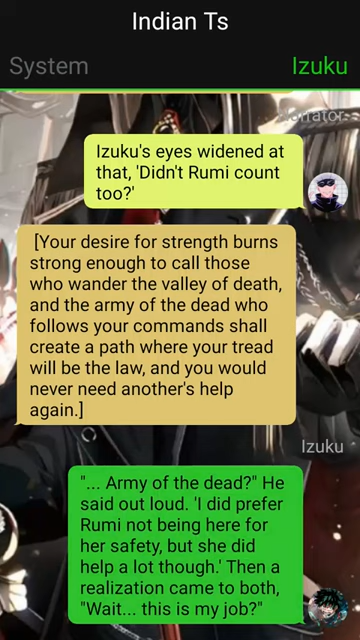 Indian Ts
System
Izuku
Narrator
Izuku's eyes widened at
that, 'Didn't Rumi count
too?'
[Your desire for strength burns
strong enough to call those
who wander the valley of death,
and the army of the dead who
follows your commands shall
create a path where your tread
will be the law, and you would
never need another's help
again.]
Izuku
"... Army of the dead?" He
said out loud. 'I did prefer
Rumi not being here for
her safety, but she did
help a lot though.' Then a
realization came to both,
"Wait... this is my job?"